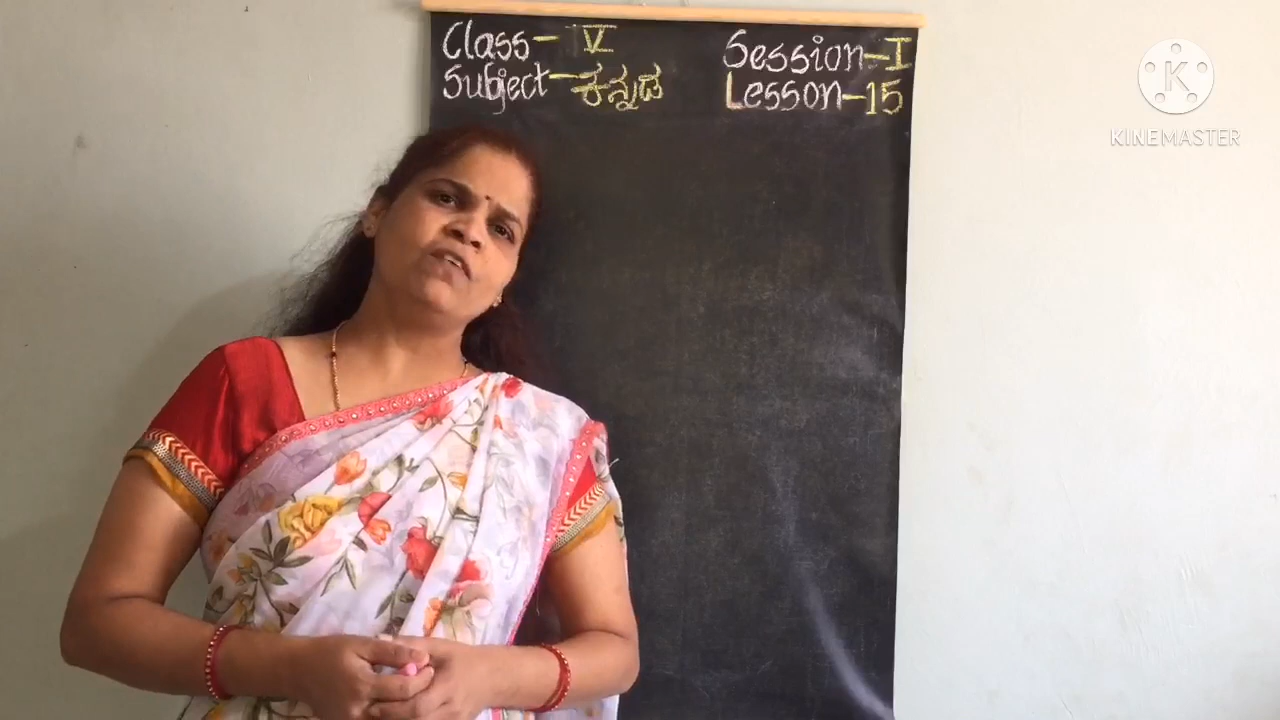 Class - IV
Subject - ಕನ್ನಡ
Session - I
Lesson - 15
K
KINEMASTER